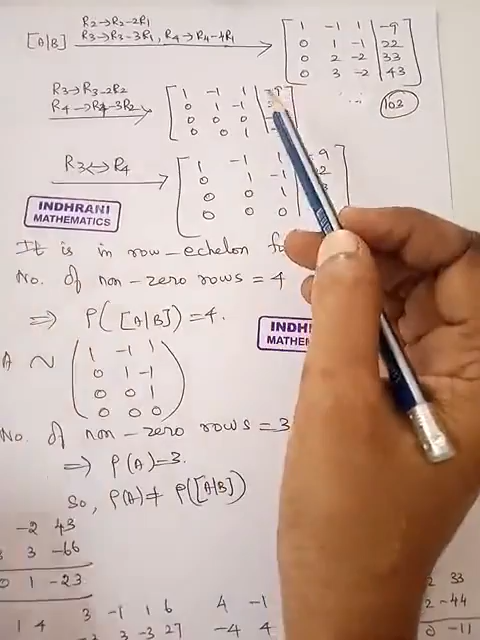 R2→R2-2R1
[A|B] R3→R3-3R1, R4→R4-4R1
1 -1 1 -9
0 1 -1 22
0 2 -2 33
0 3 -2 43
R3→R3-2R2
R4→R4-3R2
1 -1 1 -9
0 1 -1
0 0 0
0 0 1
103
R3↔R4
1 -1 1 -9
0 1 -1
0 0 1
0 0 0
INDHRANI
MATHEMATICS
It is in row-echelon
No. of non-zero rows = 4
⇒ ρ([A|B])=4.
A ~
1 -1 1
0 1 -1
0 0 1
0 0 0
No. of non-zero rows = 3
⇒ ρ(A)=3.
So, ρ(A)≠ ρ([A|B])
-2 43
3 -66
0 1 -23
1 4 3 -1 1 6 4 -1
3 -3 27 -4 4
2 33
2 -44
0 -11